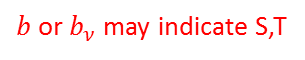 b or bᵥ may indicate S,T